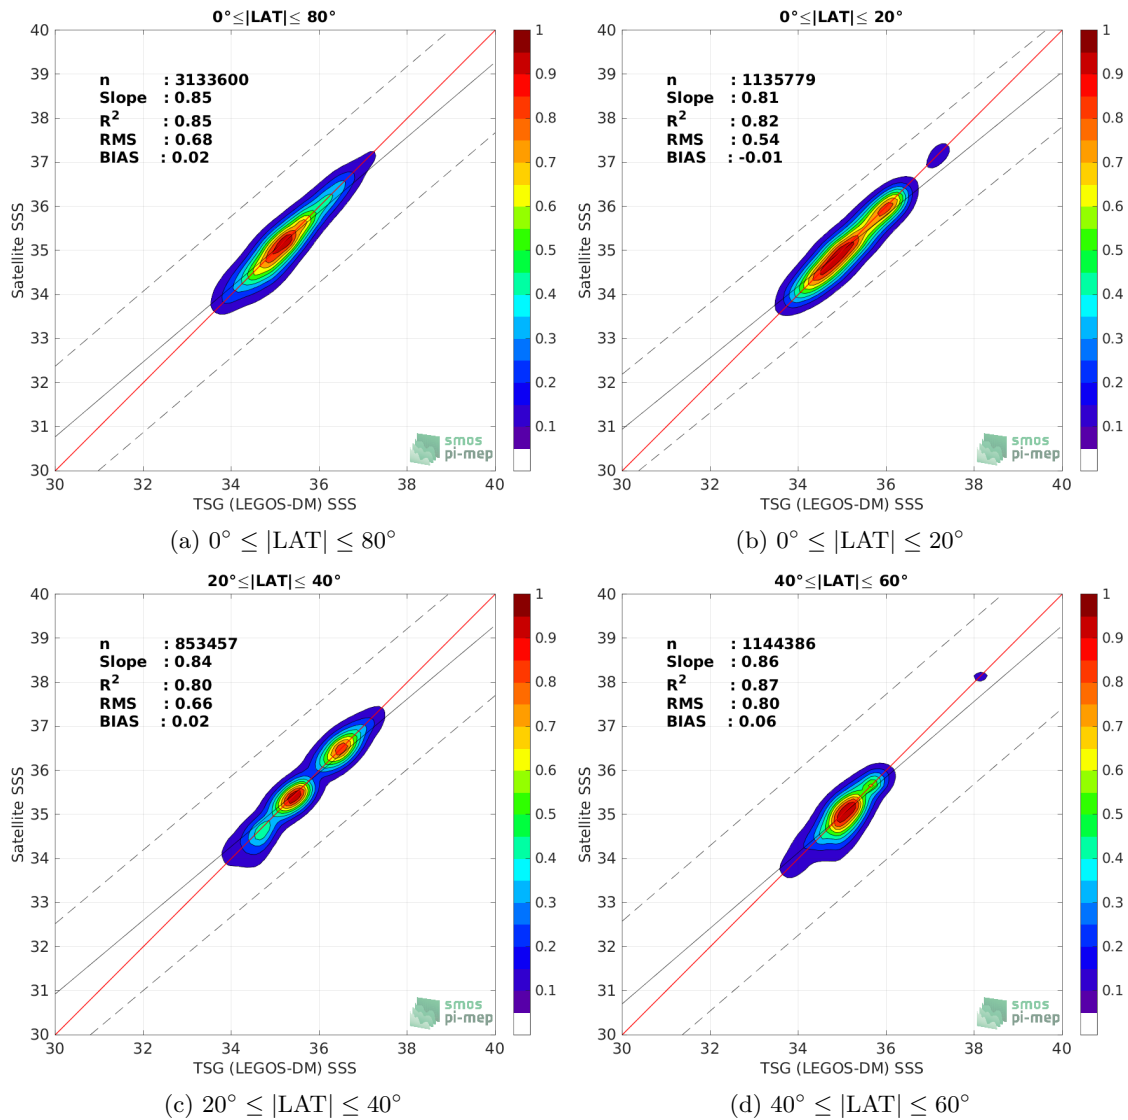 0°≤|LAT|≤ 80°
40
39
38
37
36
35
34
33
32
31
30
Satellite SSS
n : 3133600
Slope : 0.85
R2 : 0.85
RMS : 0.68
BIAS : 0.02
smos
pi-mep
30 32 34 36 38 40
TSG (LEGOS-DM) SSS
1
0.9
0.8
0.7
0.6
0.5
0.4
0.3
0.2
0.1
(a) 0° ≤ |LAT| ≤ 80°
0°≤|LAT|≤ 20°
40
39
38
37
36
35
34
33
32
31
30
Satellite SSS
n : 1135779
Slope : 0.81
R2 : 0.82
RMS : 0.54
BIAS : -0.01
smos
pi-mep
30 32 34 36 38 40
TSG (LEGOS-DM) SSS
1
0.9
0.8
0.7
0.6
0.5
0.4
0.3
0.2
0.1
(b) 0° ≤ |LAT| ≤ 20°
20°≤|LAT|≤ 40°
40
39
38
37
36
35
34
33
32
31
30
Satellite SSS
n : 853457
Slope : 0.84
R2 : 0.80
RMS : 0.66
BIAS : 0.02
smos
pi-mep
30 32 34 36 38 40
TSG (LEGOS-DM) SSS
1
0.9
0.8
0.7
0.6
0.5
0.4
0.3
0.2
0.1
(c) 20° ≤ |LAT| ≤ 40°
40°≤|LAT|≤ 60°
40
39
38
37
36
35
34
33
32
31
30
Satellite SSS
n : 1144386
Slope : 0.86
R2 : 0.87
RMS : 0.80
BIAS : 0.06
smos
pi-mep
30 32 34 36 38 40
TSG (LEGOS-DM) SSS
1
0.9
0.8
0.7
0.6
0.5
0.4
0.3
0.2
0.1
(d) 40° ≤ |LAT| ≤ 60°